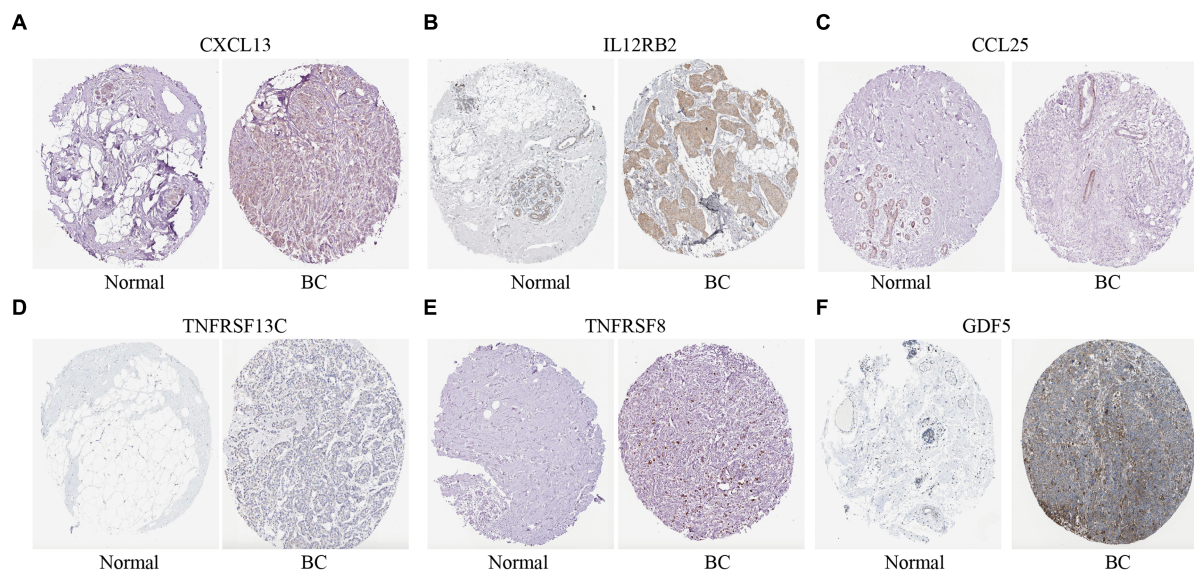 A
CXCL13
Normal BC
B
IL12RB2
Normal BC
C
CCL25
Normal BC
D
TNFRSF13C
Normal BC
E
TNFRSF8
Normal BC
F
GDF5
Normal BC